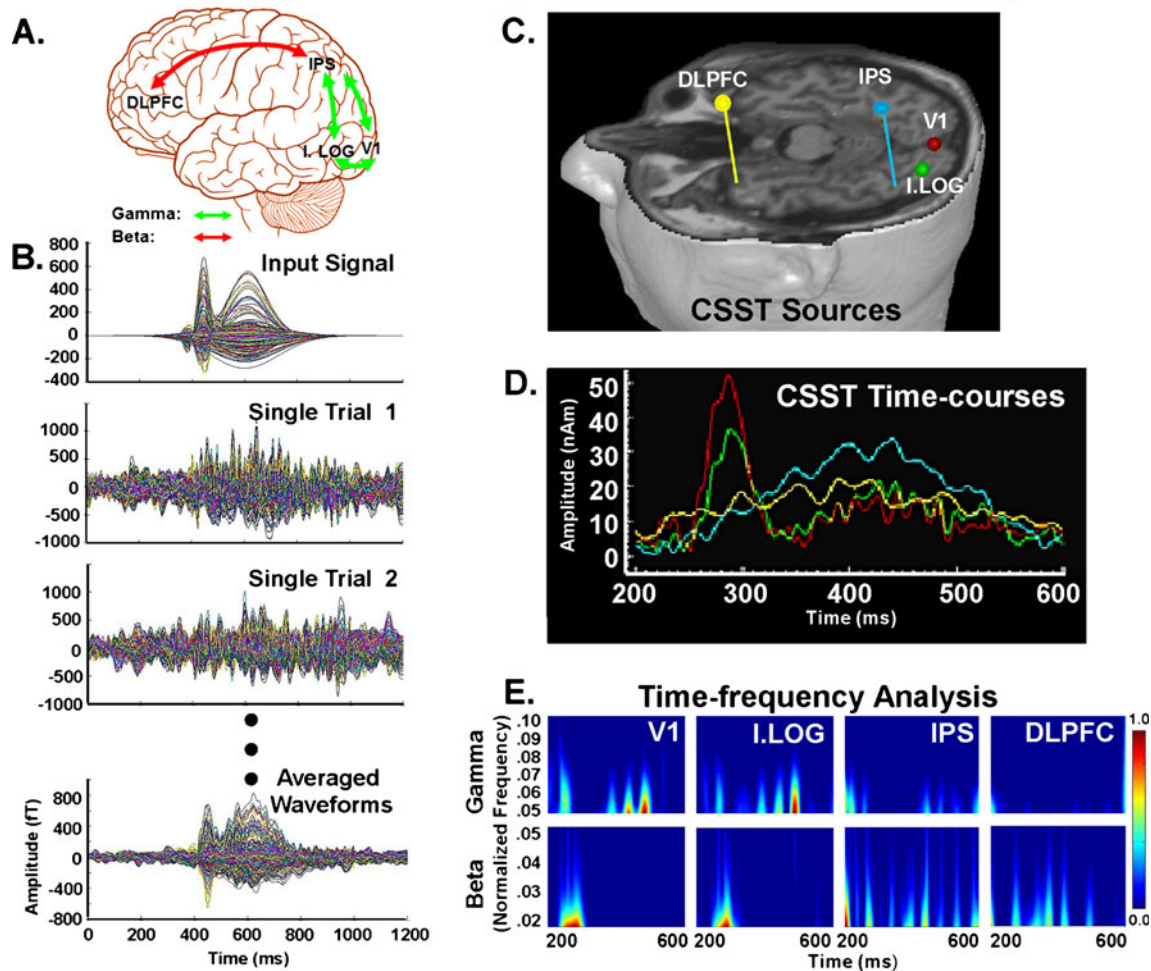 A.
IPS
DLPFC
I. LOG
V1
Gamma:
Beta:
B.
Input Signal
800
600
400
200
0
-200
-400
Single Trial 1
1000
500
0
-500
-1000
Single Trial 2
1000
500
0
-500
-1000
Averaged
Waveforms
Amplitude (fT)
800
400
0
-400
-800
0 200 400 600 800 1000 1200
Time (ms)
C.
DLPFC
IPS
V1
I.LOG
CSST Sources
D.
CSST Time-courses
Amplitude (nAm)
50
40
30
20
10
0
200 300 400 500 600
Time (ms)
E.
Time-frequency Analysis
V1 I.LOG IPS DLPFC
Gamma
Beta
(Normalized Frequency)
.10
.09
.08
.07
.06
.05
.05
.04
.03
.02
1.0
0.0
200 600 200 600 200 600 200 600
Time (ms)